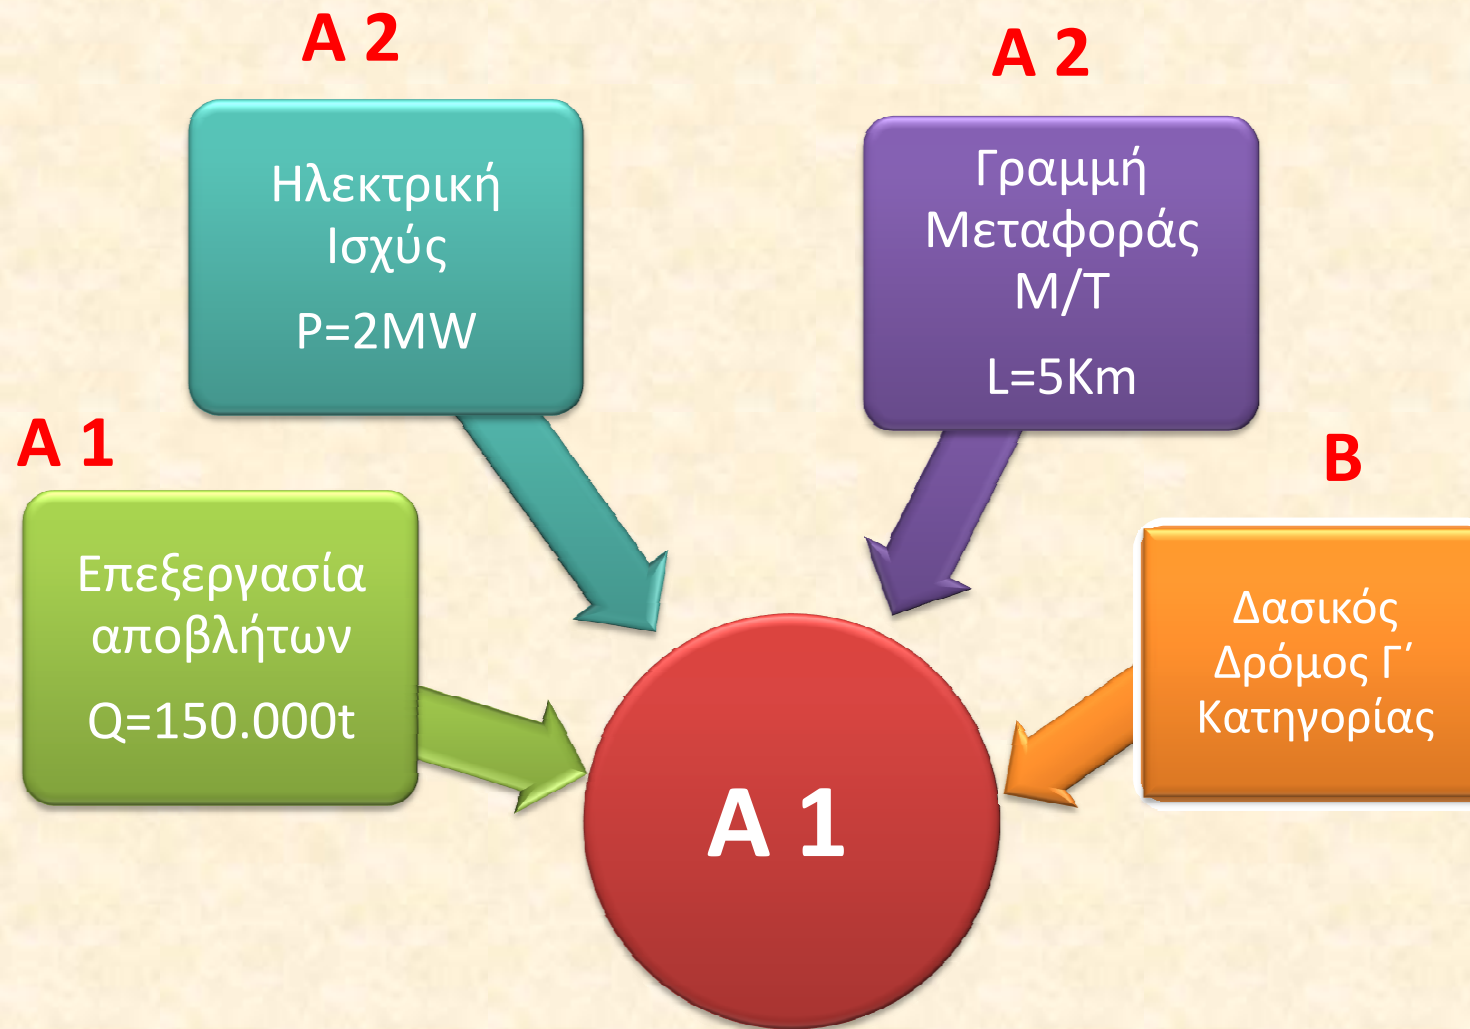 Α 2
Ηλεκτρική
Ισχύς
P=2MW
Α 2
Γραμμή
Μεταφοράς
Μ/Τ
L=5Km
Α 1
Επεξεργασία
αποβλήτων
Q=150.000t
Β
Δασικός
Δρόμος Γ΄
Κατηγορίας
Α 1